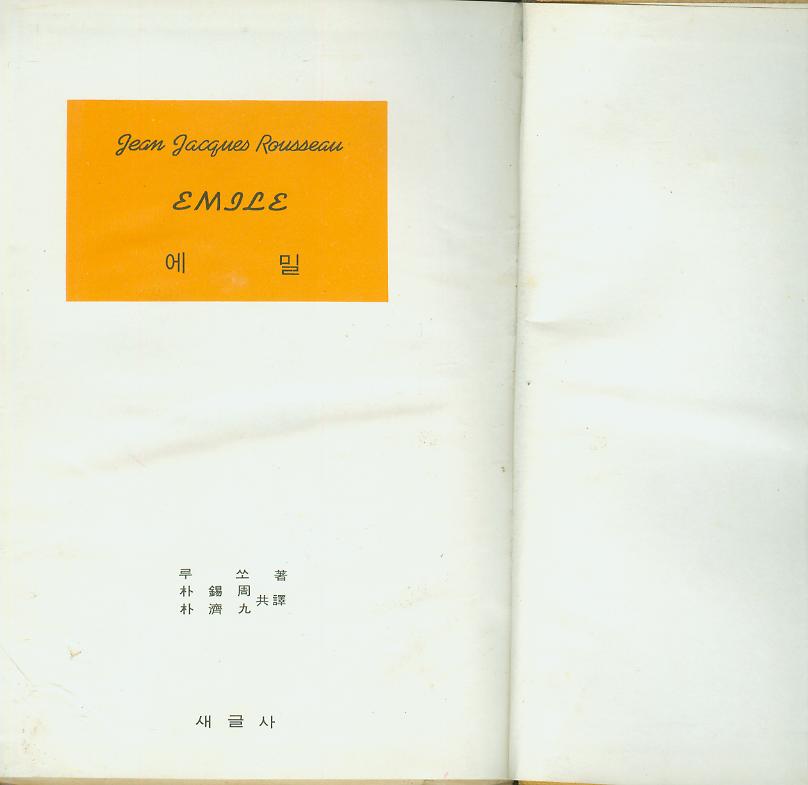 Jean Jacques Rousseau
EMILE
에 밀
루 쏘 著
朴 錫 周
共譯
朴 濟 九
새글사